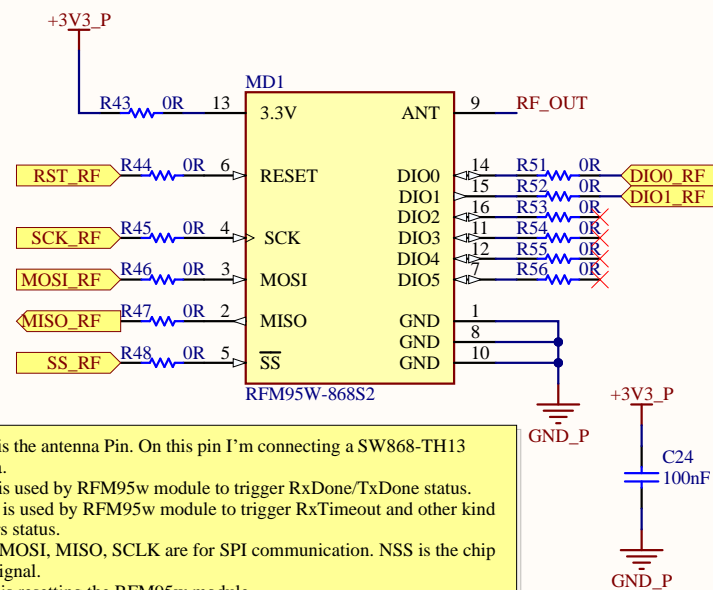 +3V3_P
MD1
R43 0R 13 3.3V ANT 9 RF_OUT
R51 0R
RST_RF R44 0R 6 RESET DIO0 14 DIO0_RF
DIO1 15 R52 0R DIO1_RF
DIO2 16 R53 0R
SCK_RF R45 0R 4 SCK DIO3 11 R54 0R
DIO4 12 R55 0R
MOSI_RF R46 0R 3 MOSI DIO5 7 R56 0R
MISO_RF R47 0R 2 MISO GND 1
GND 8
SS_RF R48 0R 5 SS GND 10
RFM95W-868S2
GND_P
+3V3_P
C24
100nF
GND_P
is the antenna Pin. On this pin I'm connecting a SW868-TH13
is used by RFM95w module to trigger RxDone/TxDone status.
is used by RFM95w module to trigger RxTimeout and other kind
status.
MOSI, MISO, SCLK are for SPI communication. NSS is the chip
is resetting the RFM95w module